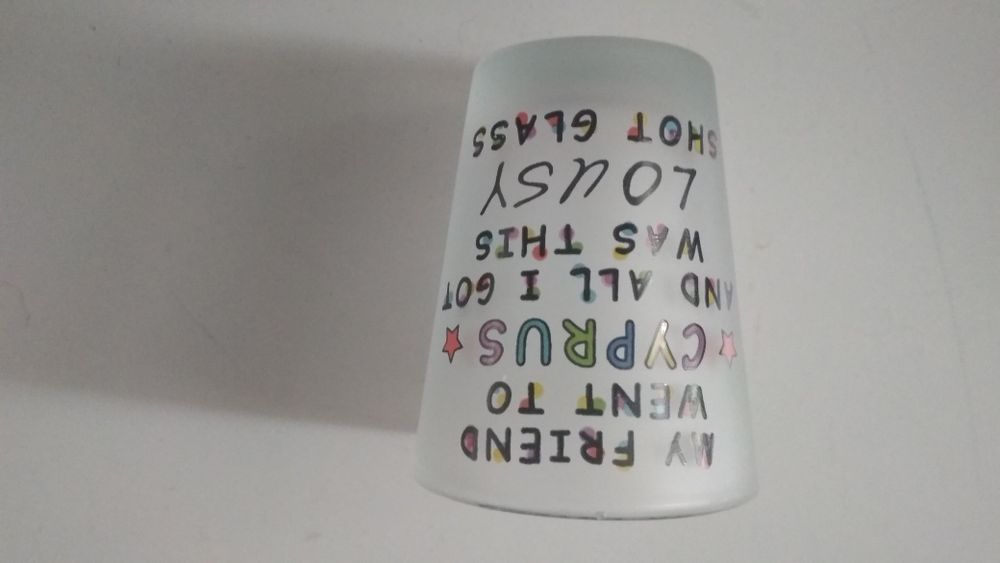 MY FRIEND
WENT TO
CYPRUS
AND ALL I GOT
WAS THIS
LOUSY
SHOT GLASS